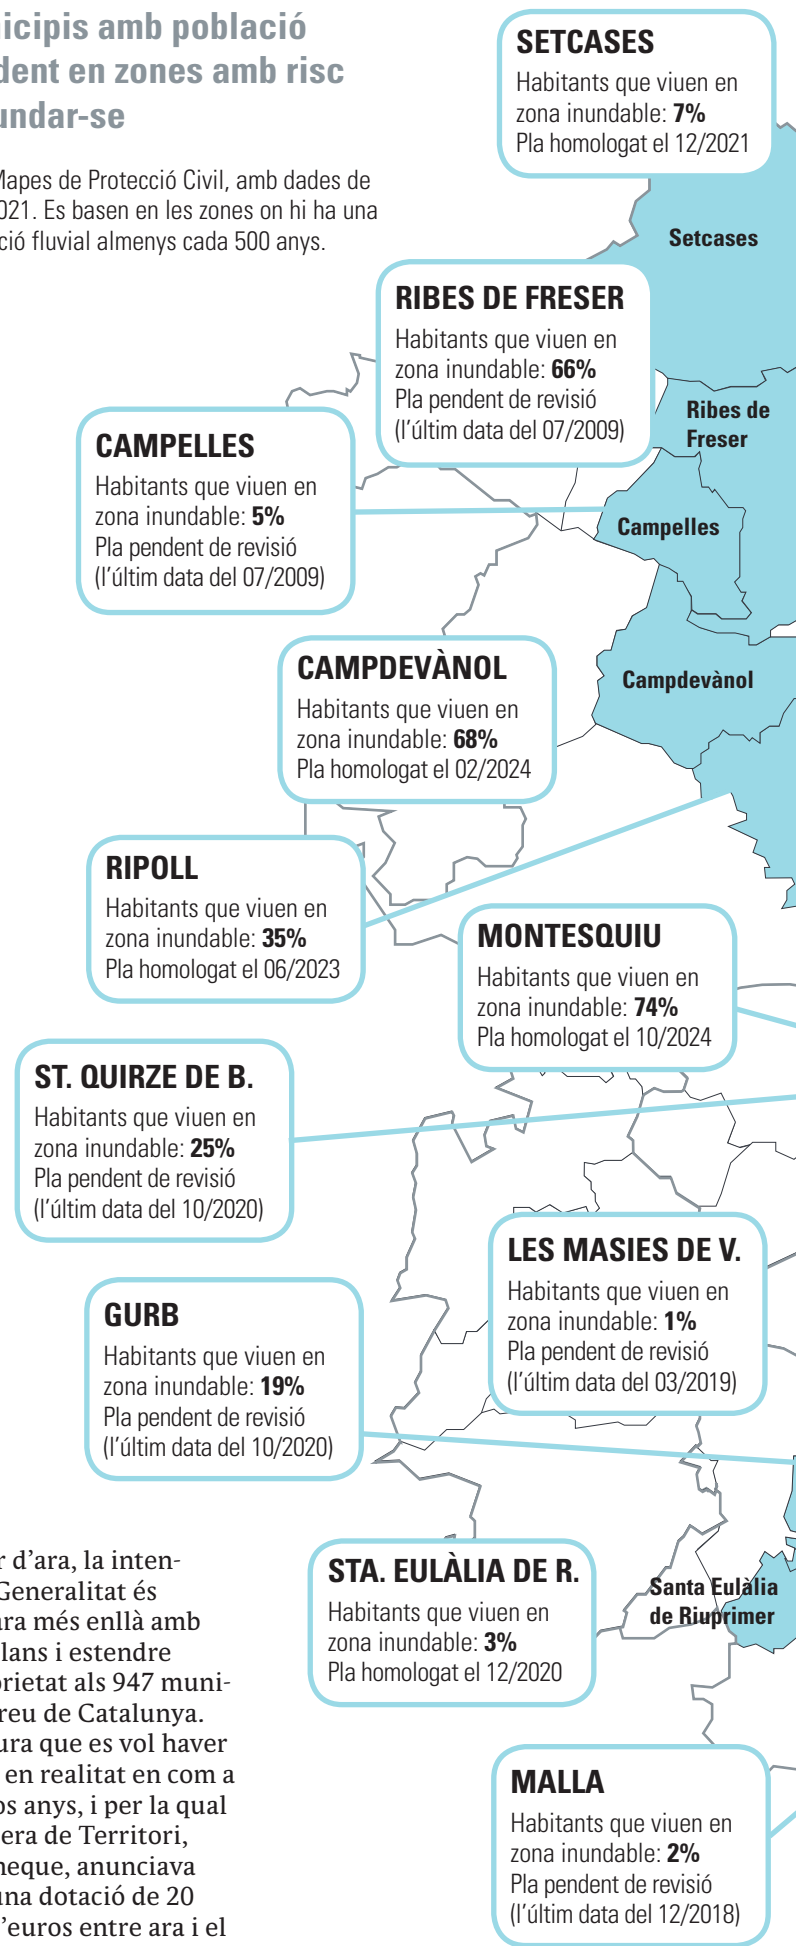 icipis amb població
dent en zones amb risc
undar-se
Mapes de Protecció Civil, amb dades de
021. Es basen en les zones on hi ha una
ció fluvial almenys cada 500 anys.
SETCASES
Habitants que viuen en
zona inundable: 7%
Pla homologat el 12/2021
Setcases
RIBES DE FRESER
Habitants que viuen en
zona inundable: 66%
Pla pendent de revisió
(l’últim data del 07/2009)
Ribes de
Freser
CAMPELLES
Habitants que viuen en
zona inundable: 5%
Pla pendent de revisió
(l’últim data del 07/2009)
Campelles
CAMPDEVÀNOL
Habitants que viuen en
zona inundable: 68%
Pla homologat el 02/2024
Campdevànol
RIPOLL
Habitants que viuen en
zona inundable: 35%
Pla homologat el 06/2023
MONTESQUIU
Habitants que viuen en
zona inundable: 74%
Pla homologat el 10/2024
ST. QUIRZE DE B.
Habitants que viuen en
zona inundable: 25%
Pla pendent de revisió
(l’últim data del 10/2020)
LES MASIES DE V.
Habitants que viuen en
zona inundable: 1%
Pla pendent de revisió
(l’últim data del 03/2019)
GURB
Habitants que viuen en
zona inundable: 19%
Pla pendent de revisió
(l’últim data del 10/2020)
STA. EULÀLIA DE R.
Habitants que viuen en
zona inundable: 3%
Pla homologat el 12/2020
Santa Eulàlia
de Riuprimer
MALLA
Habitants que viuen en
zona inundable: 2%
Pla pendent de revisió
(l’últim data del 12/2018)
r d’ara, la inten-
Generalitat és
ara més enllà amb
lans i estendre
orietat als 947 muni-
reu de Catalunya.
ura que es vol haver
en realitat en com a
os anys, i per la qual
era de Territori,
neque, anunciava
una dotació de 20
’euros entre ara i el